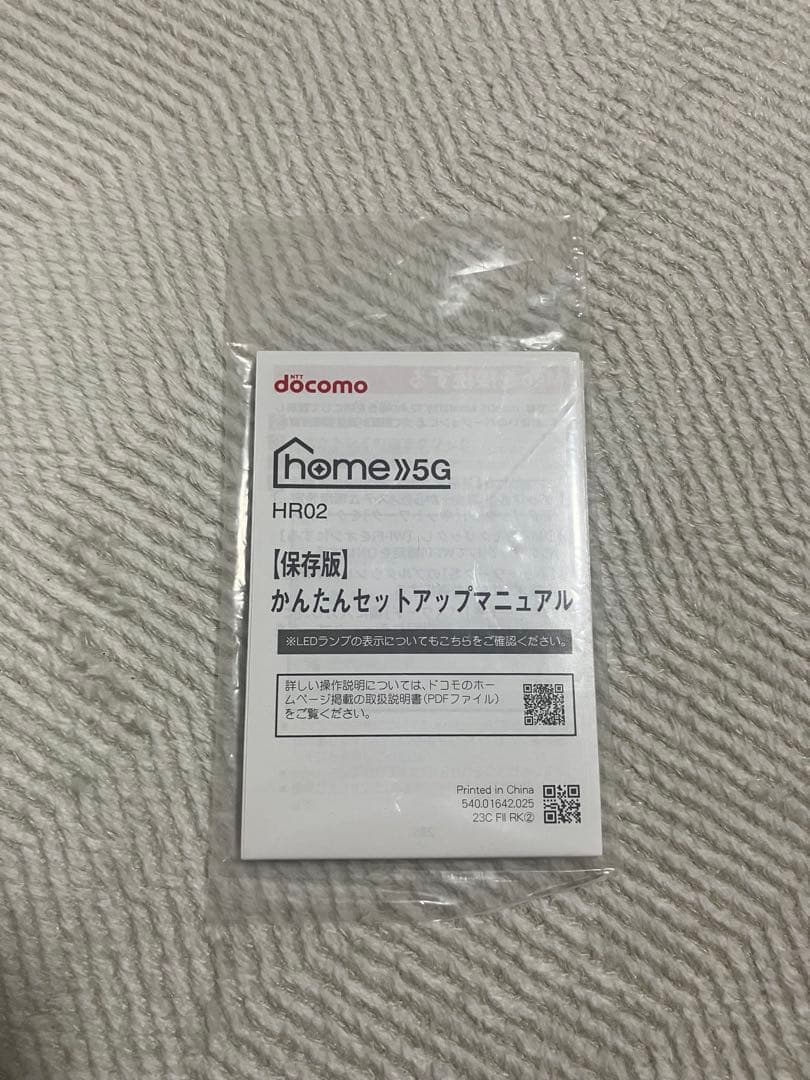 NTT
docomo
home 5G
HR02
【保存版】
かんたんセットアップマニュアル
※LEDランプの表示についてもこちらをご確認ください。
詳しい操作説明については、ドコモのホー
ムページ掲載の取扱説明書(PDFファイル)
をご覧ください。
Printed in China
540.01642.025
23C FII RK②